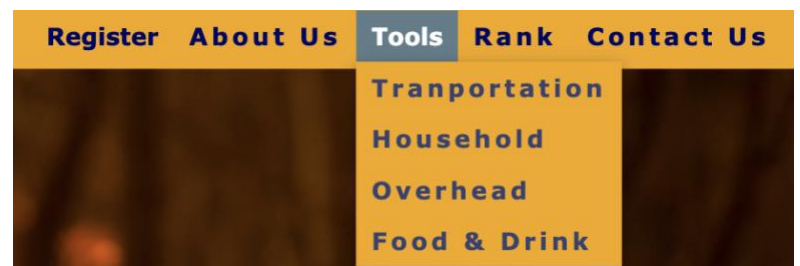 Register About Us Tools Rank Contact Us
Tranportation
Household
Overhead
Food & Drink